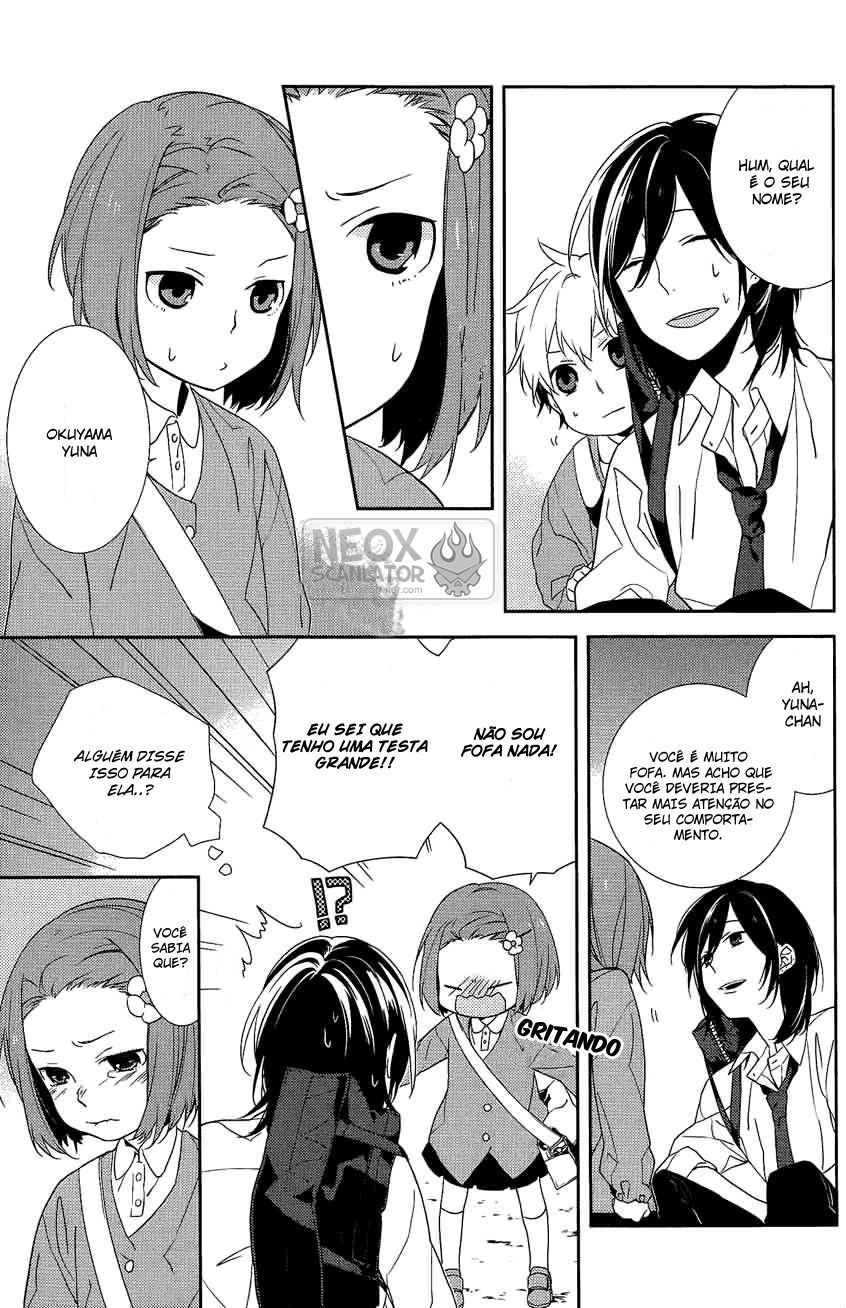 HUM, QUAL
É O SEU
NOME?
OKUYAMA
YUNA
NEOX
SCANLATOR
AH,
YUNA-
CHAN
VOCÊ É MUITO
FOFA. MAS ACHO QUE
VOCÊ DEVERIA PRES-
TAR MAIS ATENÇÃO NO
SEU COMPORTA-
MENTO.
NÃO SOU
FOFA NADA!
EU SEI QUE
TENHO UMA TESTA
GRANDE!!
GRITANDO
!?
ALGUÉM DISSE
ISSO PARA
ELA..?
VOCÊ
SABIA
QUE?